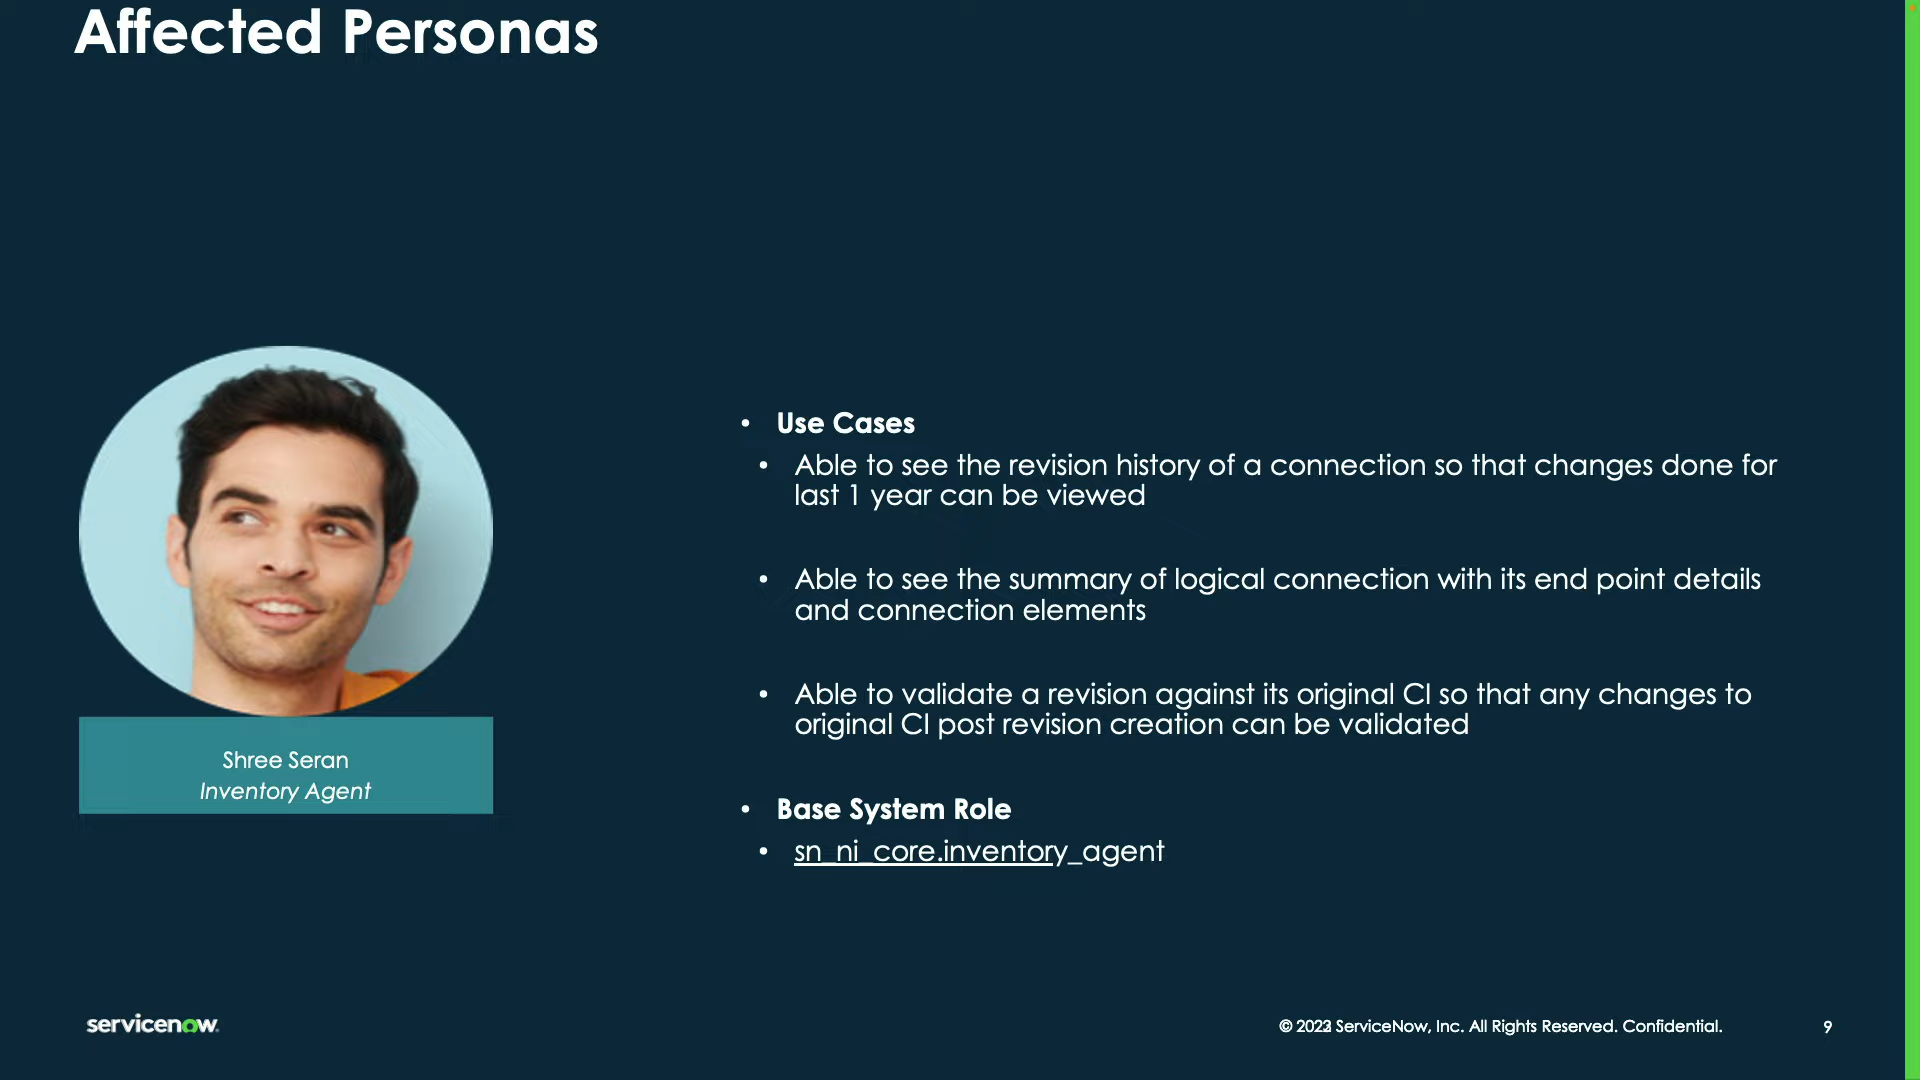 Affected Personas
• Use Cases
• Able to see the revision history of a connection so that changes done for
last 1 year can be viewed
• Able to see the summary of logical connection with its end point details
and connection elements
• Able to validate a revision against its original CI so that any changes to
original CI post revision creation can be validated
Shree Seran
Inventory Agent
• Base System Role
• sn_ni_core.inventory_agent
servicenow.
© ServiceNow, Inc. All Rights Reserved. Confidential.
9